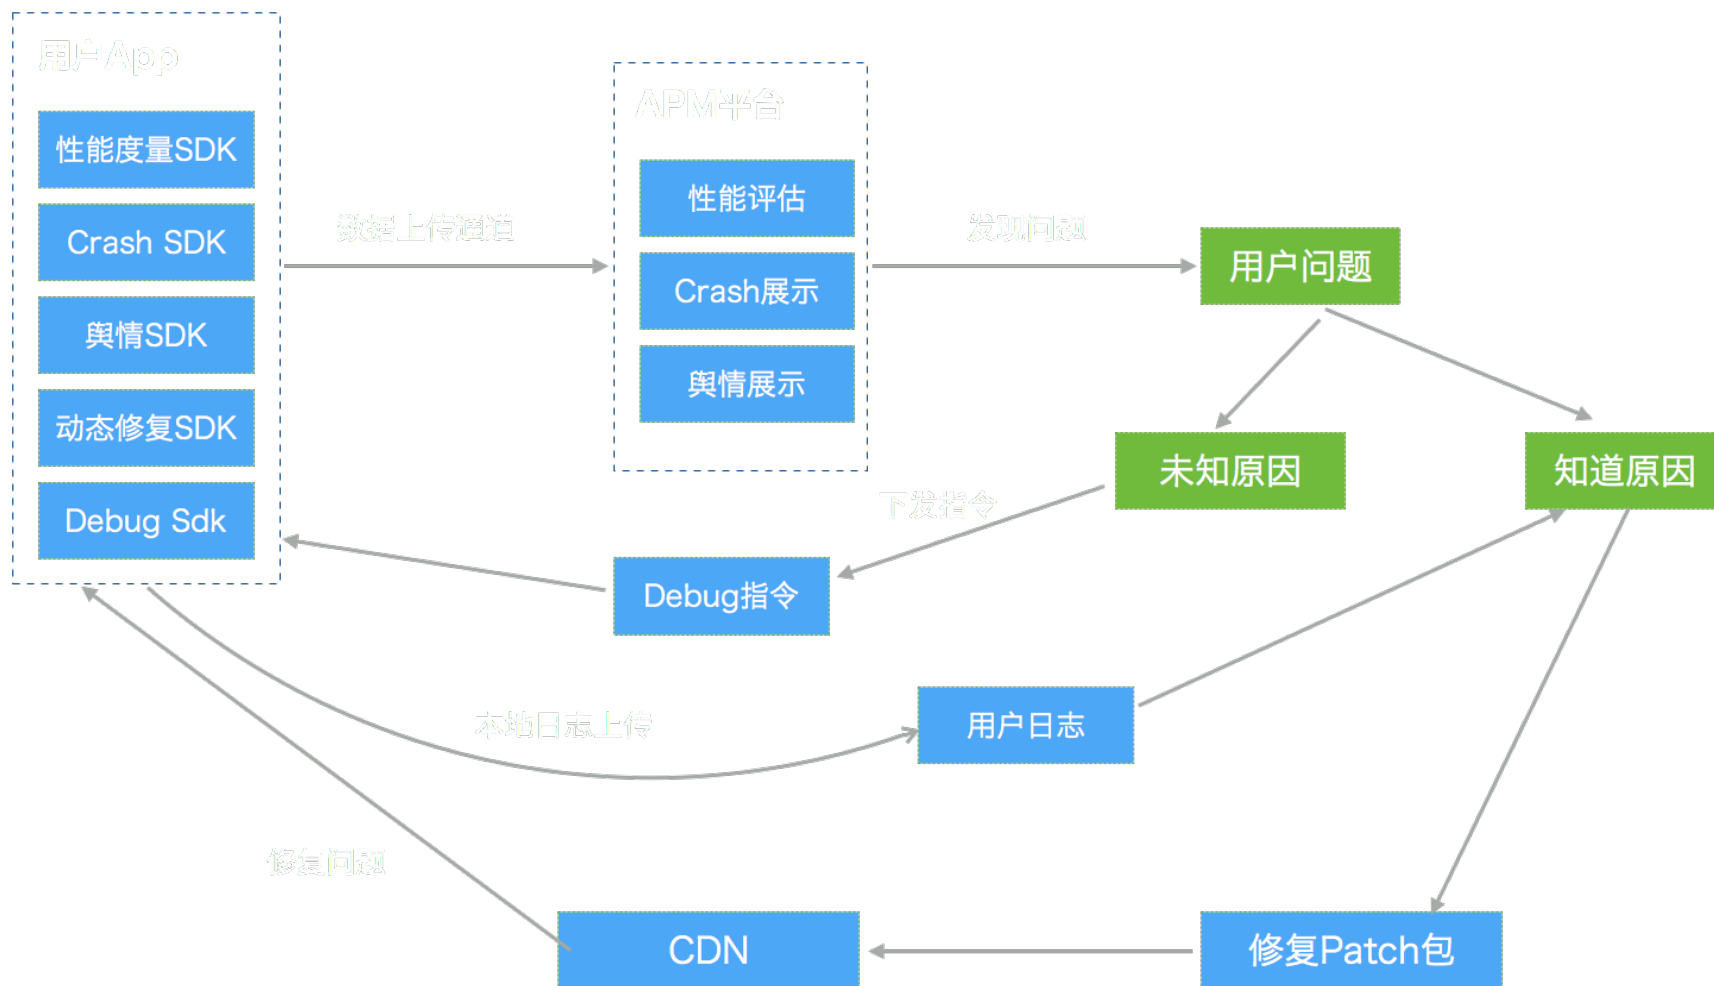 用户App
性能度量SDK
Crash SDK
舆情SDK
动态修复SDK
Debug Sdk
数据上传通道
APM平台
性能评估
Crash展示
舆情展示
发现问题
用户问题
未知原因
知道原因
下发指令
Debug指令
本地日志上传
用户日志
修复问题
CDN
修复Patch包